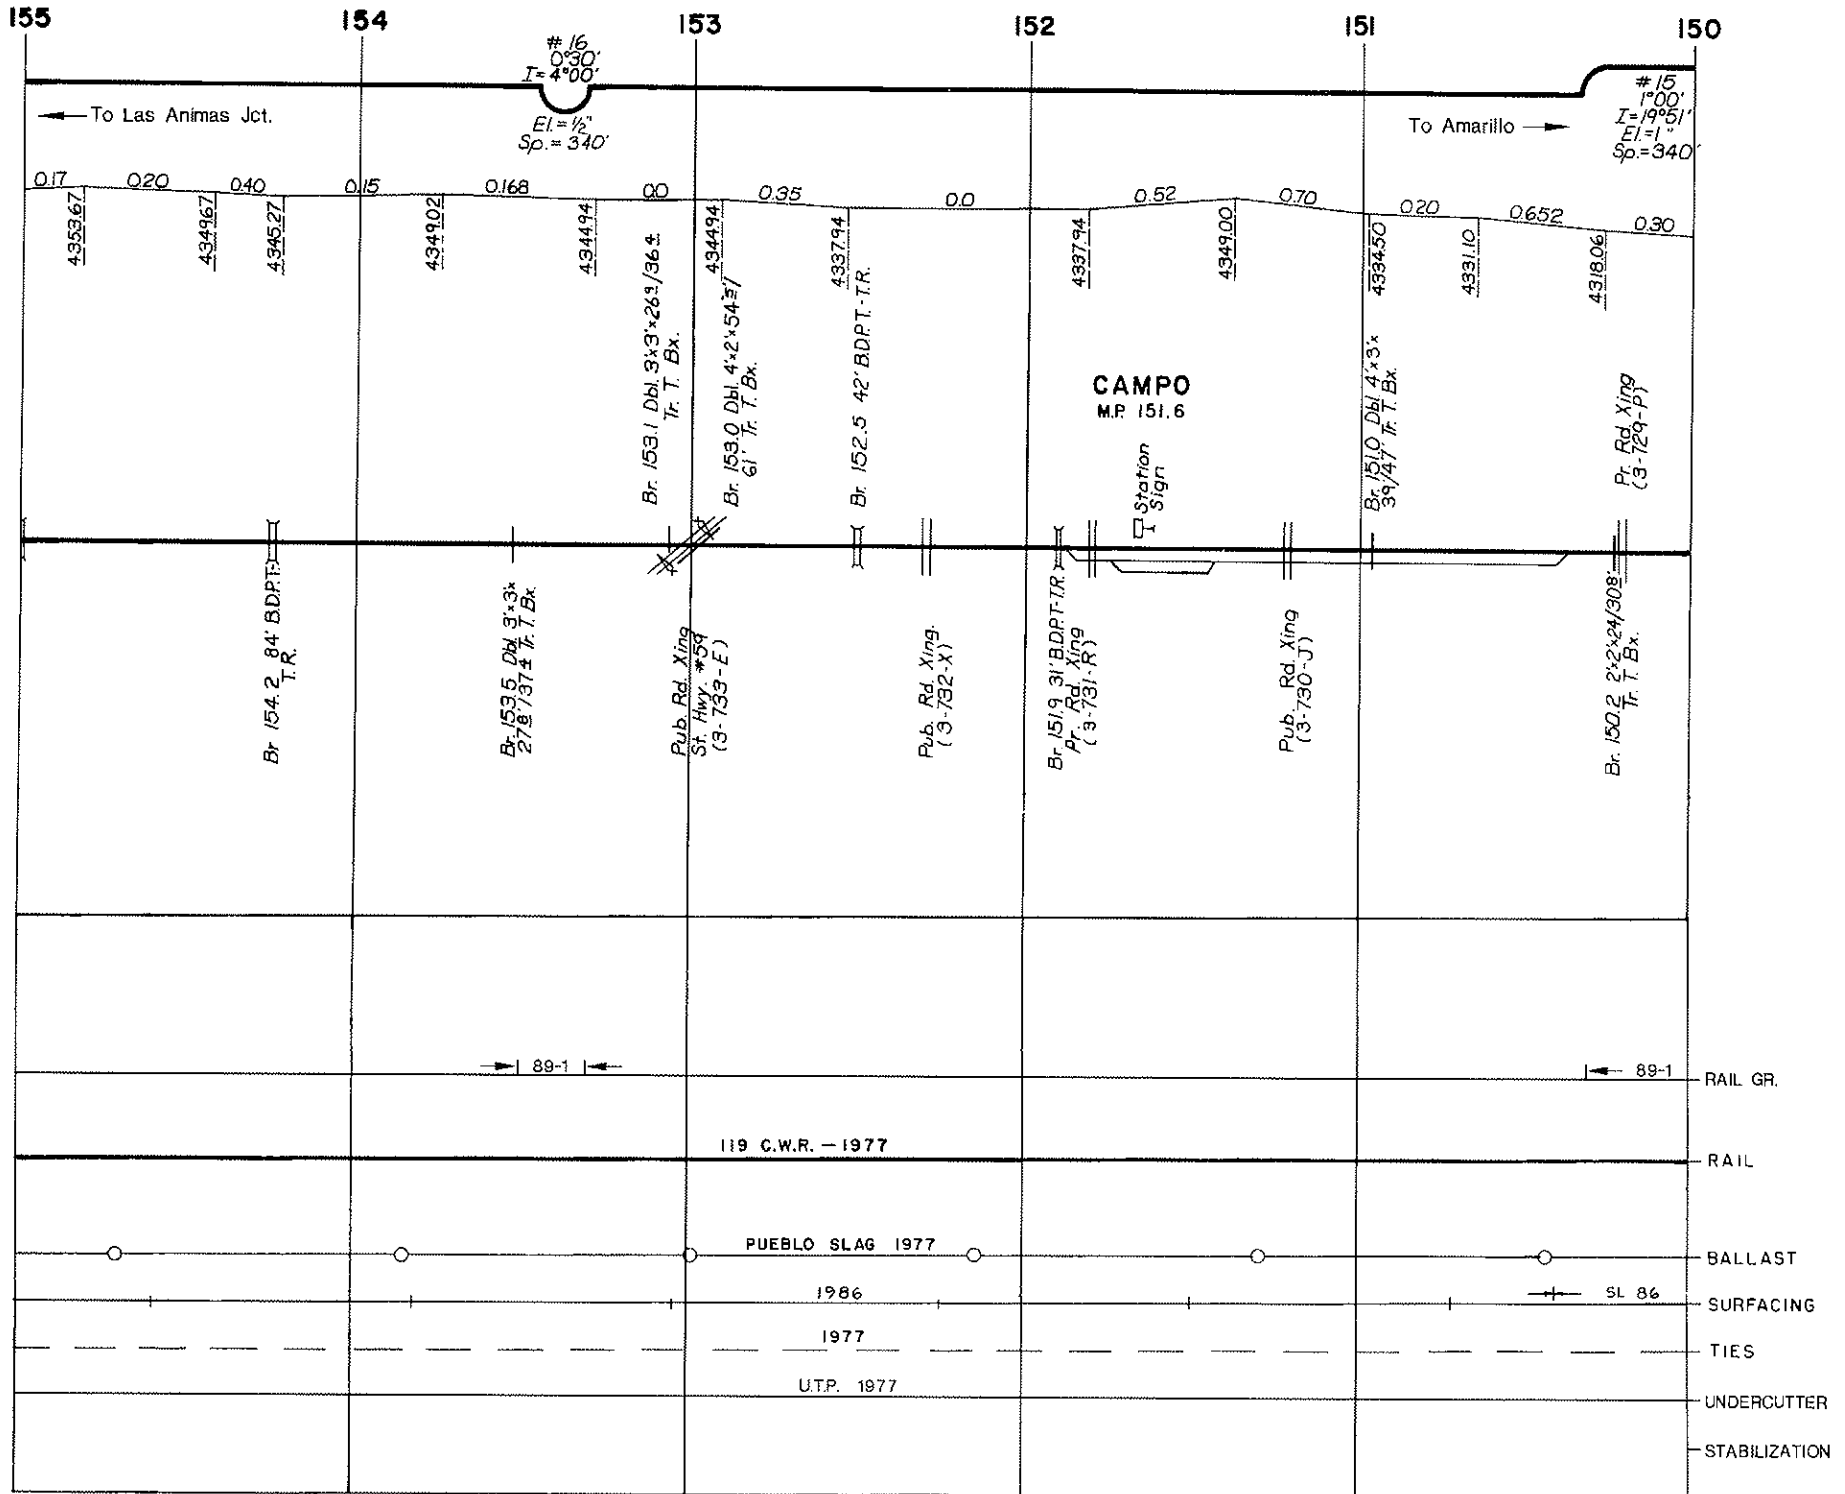 155 154 153 152 151 150
# 16
0°30'
I = 4°00'
El. = ½"
Sp. = 340'
# 15
1°00'
I = 19°51'
El. = 1"
Sp. = 340'
To Las Animas Jct.
To Amarillo
0.17 0.20 0.40 0.15 0.168 0.0 0.35 0.0 0.52 0.70 0.20 0.652 0.30
4353.67 4349.67 4345.27 4349.02 4344.94 4344.94 4337.94 4337.94 4349.00 4334.50 4331.10 4318.06
Br. 153.1 Dbl. 3'x3'x26
Tr. T. Bx.
Br. 153.0 Dbl. 4'x2'x54
61' Tr. T. Bx.
Br. 152.5 42' B.D.P.T.-T.R.
CAMPO
M.P. 151.6
Station
Sign
Br. 151.0 Dbl. 4'x3'x
39/47' Tr. T. Bx.
Pr. Rd. Xing
(3-729-P)
Br 154.2 84' B.D.P.T-
T.R.
Br. 153.5 Dbl. 3'x3'x
Tr. T. Bx.
Pub. Rd. Xing
St. Hwy. #59
(3-733-E)
Pub. Rd. Xing.
(3-732-X)
Br. 151.9 31' B.D.P.T-T.R.
Pr. Rd. Xing
(3-731-R)
Pub. Rd. Xing
(3-730-J)
Br. 150.2 2'x2'x24/30
Tr. T. Bx.
89-1
89-1
RAIL GR.
119 C.W.R. — 1977
RAIL
PUEBLO SLAG 1977
BALLAST
1986
SL 86
SURFACING
1977
TIES
U.T.P. 1977
UNDERCUTTER
STABILIZATION